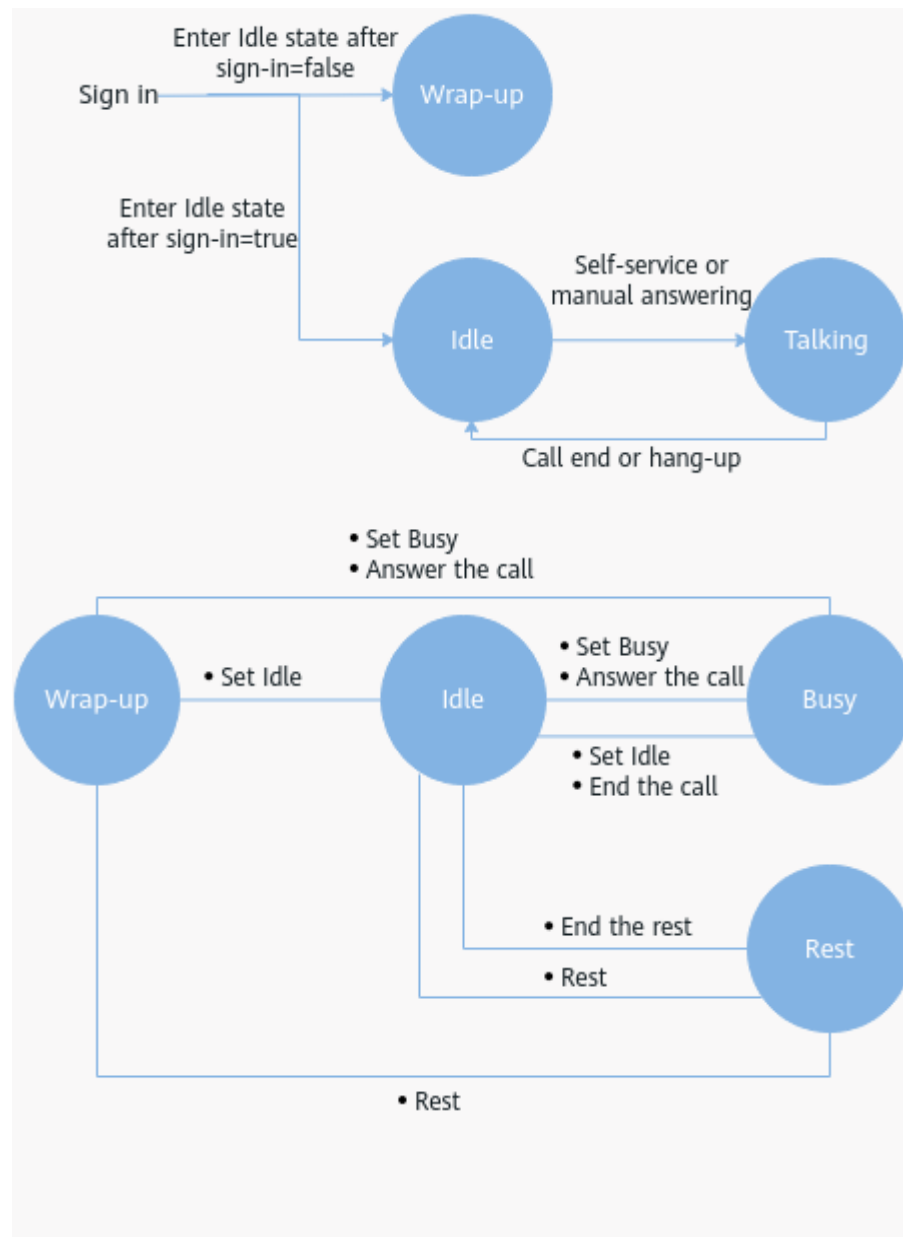 Enter Idle state after
sign-in=false
Sign in
Wrap-up
Enter Idle state
after sign-in=true
Self-service or
manual answering
Idle
Talking
Call end or hang-up
• Set Busy
• Answer the call
Wrap-up
• Set Idle
Idle
• Set Busy
• Answer the call
Busy
• Set Idle
• End the call
• End the rest
Rest
• Rest
• Rest